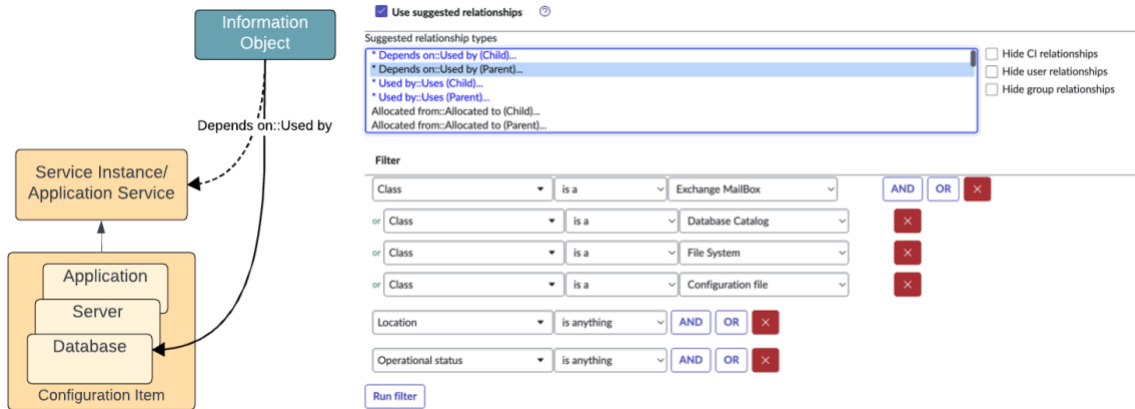 Information
Object
Depends on::Used by
Service Instance/
Application Service
Application
Server
Database
Configuration Item
Use suggested relationships
Suggested relationship types
* Depends on::Used by (Child)...
* Depends on::Used by (Parent)...
* Used by::Uses (Child)...
* Used by::Uses (Parent)...
Allocated from::Allocated to (Child)...
Allocated from::Allocated to (Parent)...
Hide CI relationships
Hide user relationships
Hide group relationships
Filter
Class is a Exchange MailBox AND OR
or Class is a Database Catalog
or Class is a File System
or Class is a Configuration file
Location is anything AND OR
Operational status is anything AND OR
Run filter